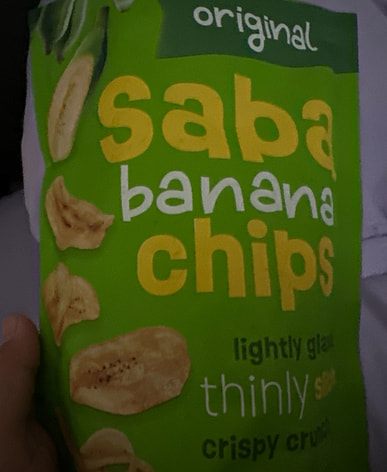 original
saba
banana
chips
lightly
thinly
crispy